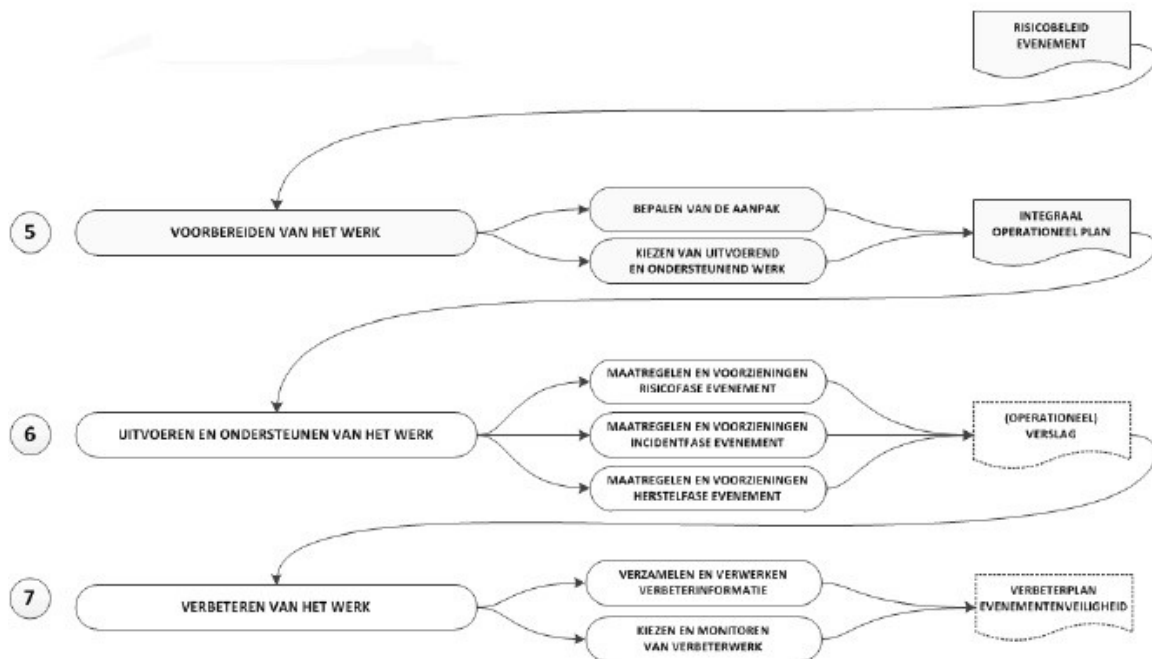 RISICOBELEID
EVENEMENT
5
VOORBEREIDEN VAN HET WERK
BEPALEN VAN DE AANPAK
KIEZEN VAN UITVOEREND
EN ONDERSTEUNEND WERK
INTEGRAAL
OPERATIONEEL PLAN
6
UITVOEREN EN ONDERSTEUNEN VAN HET WERK
MAATREGELEN EN VOORZIENINGEN
RISICOFASE EVENEMENT
MAATREGELEN EN VOORZIENINGEN
INCIDENTFASE EVENEMENT
MAATREGELEN EN VOORZIENINGEN
HERSTELFASE EVENEMENT
(OPERATIONEEL)
VERSLAG
7
VERBETEREN VAN HET WERK
VERZAMELEN EN VERWERKEN
VERBETERINFORMATIE
KIEZEN EN MONITOREN
VAN VERBETERWERK
VERBETERPLAN
EVENEMENTENVEILIGHEID